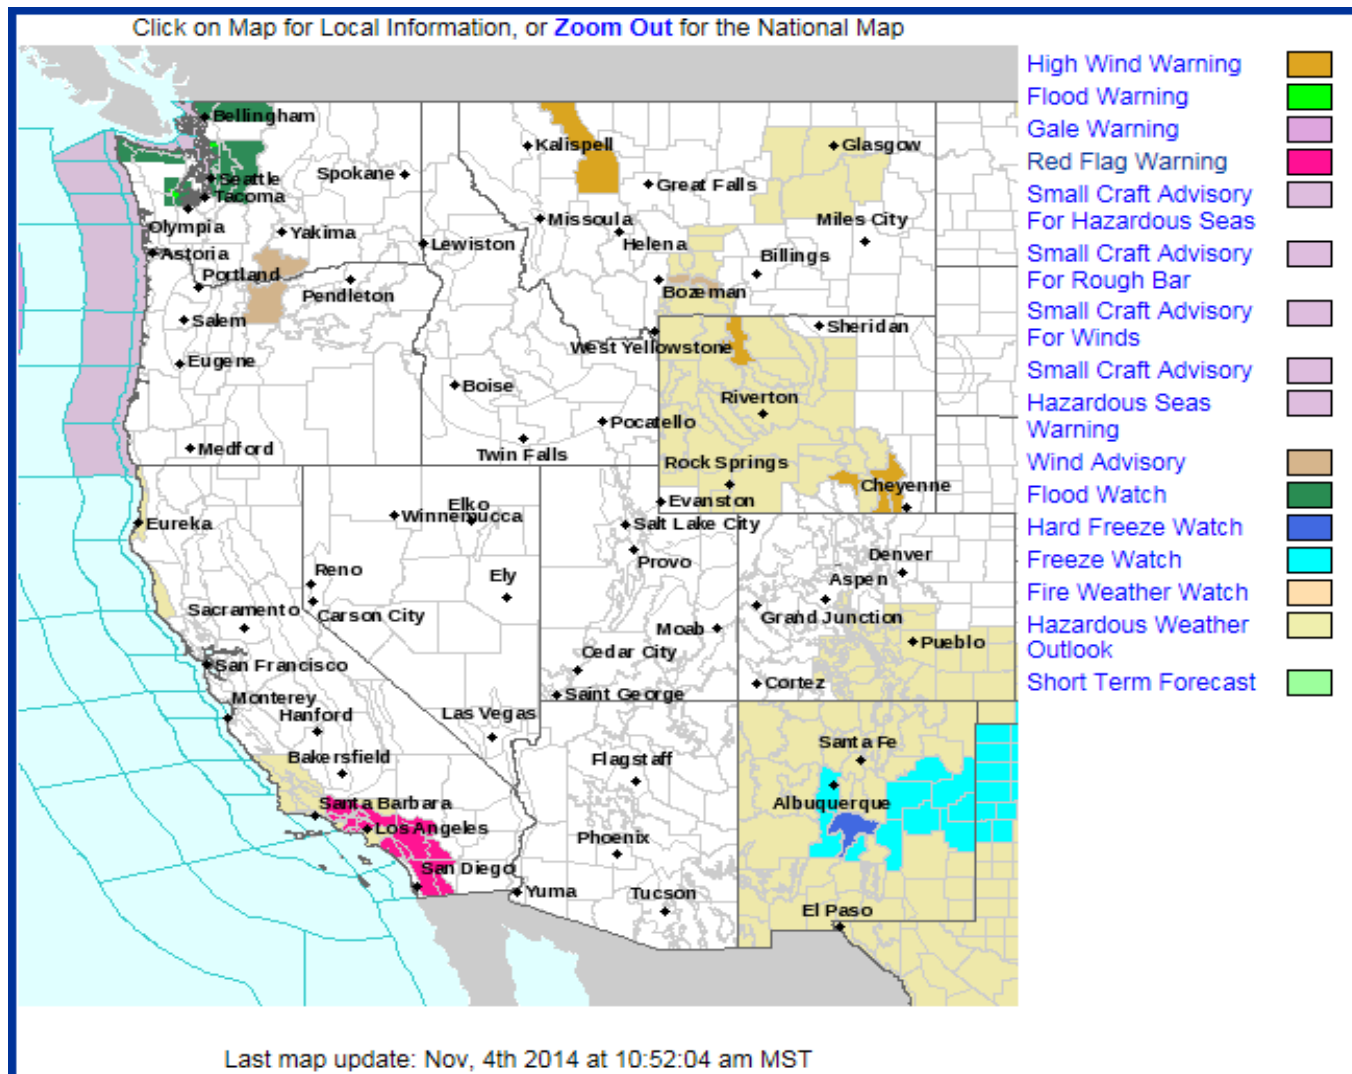 Click on Map for Local Information, or Zoom Out for the National Map
High Wind Warning
Flood Warning
Gale Warning
Red Flag Warning
Small Craft Advisory
For Hazardous Seas
Small Craft Advisory
For Rough Bar
Small Craft Advisory
For Winds
Small Craft Advisory
Hazardous Seas
Warning
Wind Advisory
Flood Watch
Hard Freeze Watch
Freeze Watch
Fire Weather Watch
Hazardous Weather
Outlook
Short Term Forecast
Bellingham
Seattle
Tacoma
Olympia
Astoria
Spokane
Yakima
Portland
Pendleton
Salem
Eugene
Medford
Lewiston
Kalispell
Great Falls
Glasgow
Missoula
Helena
Miles City
Billings
Bozeman
West Yellowstone
Sheridan
Boise
Pocatello
Twin Falls
Riverton
Rock Springs
Cheyenne
Evanston
Eureka
Elko
Winnemucca
Salt Lake City
Provo
Reno
Ely
Carson City
Sacramento
Denver
Aspen
Grand Junction
Moab
Pueblo
San Francisco
Cedar City
Cortez
Saint George
Monterey
Hanford
Las Vegas
Bakersfield
Flagstaff
Santa Fe
Albuquerque
Santa Barbara
Los Angeles
Phoenix
San Diego
Yuma
Tucson
El Paso
Last map update: Nov, 4th 2014 at 10:52:04 am MST